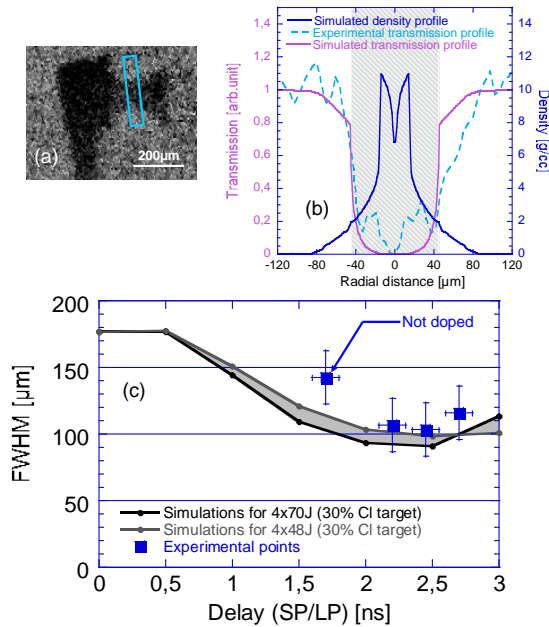 (a)
200µm
(b)
Simulated density profile
Experimental transmission profile
Simulated transmission profile
Transmission [arb.unit]
1,4
1,2
1
0,8
0,6
0,4
0,2
0
14
12
10
8
6
4
2
0
Density [g/cc]
(b)
-120 -80 -40 0 40 80 120
Radial distance [µm]
FWHM [µm]
200
150
100
50
0
(c)
Not doped
Simulations for 4x70J (30% Cl target)
Simulations for 4x48J (30% Cl target)
Experimental points
0 0,5 1 1,5 2 2,5 3
Delay (SP/LP) [ns]